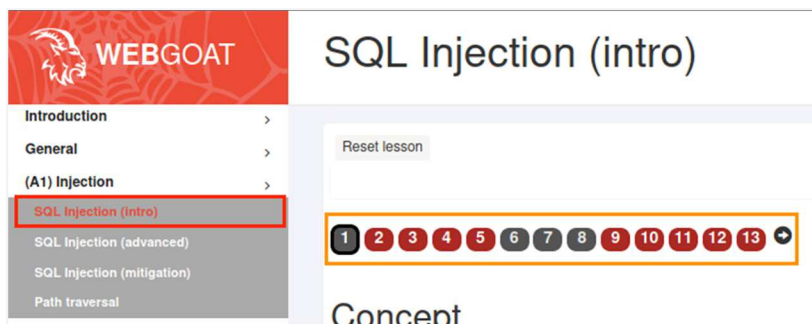 WEBGOAT
SQL Injection (intro)
Introduction
General
(A1) Injection
SQL Injection (intro)
SQL Injection (advanced)
SQL Injection (mitigation)
Path traversal
Reset lesson
1 2 3 4 5 6 7 8 9 10 11 12 13
Concept